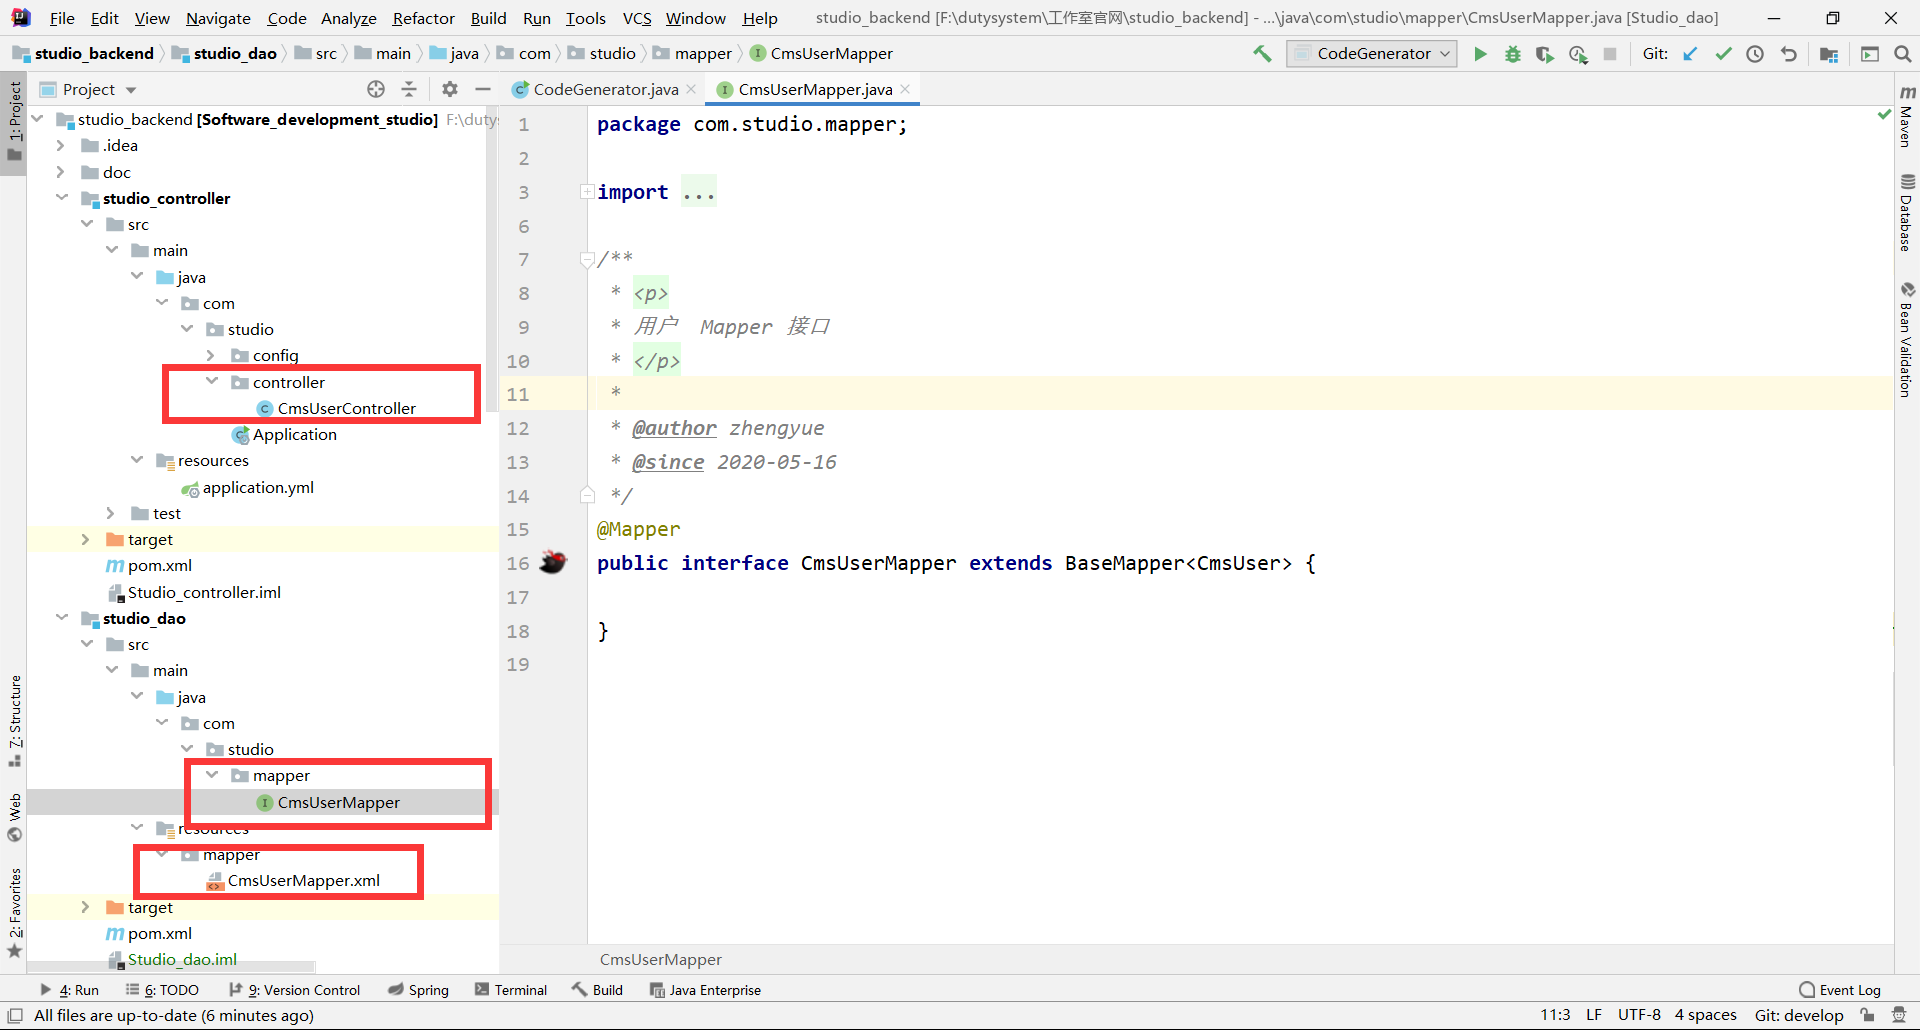 File Edit View Navigate Code Analyze Refactor Build Run Tools VCS Window Help studio_backend [F:\dutysystem\工作室官网\studio_backend] - ...\java\com\studio\mapper\CmsUserMapper.java [Studio_dao]
studio_backend studio_dao src main java com studio mapper CmsUserMapper CodeGenerator Git:
Project CodeGenerator.java CmsUserMapper.java
studio_backend [Software_development_studio] F:\dutys
.idea
doc
studio_controller
src
main
java
com
studio
config
controller
CmsUserController
Application
resources
application.yml
test
target
pom.xml
Studio_controller.iml
studio_dao
src
main
java
com
studio
mapper
CmsUserMapper
resources
mapper
CmsUserMapper.xml
target
pom.xml
Studio_dao.iml
1: Project
7: Structure
Web
2: Favorites
1 package com.studio.mapper;
2
3 import ...
6
7 /**
8 * <p>
9 * 用户 Mapper 接口
10 * </p>
11 *
12 * @author zhengyue
13 * @since 2020-05-16
14 */
15 @Mapper
16 public interface CmsUserMapper extends BaseMapper<CmsUser> {
17
18 }
19
CmsUserMapper
Maven
Database
Bean Validation
4: Run 6: TODO 9: Version Control Spring Terminal Build Java Enterprise Event Log
All files are up-to-date (6 minutes ago) 11:3 LF UTF-8 4 spaces Git: develop